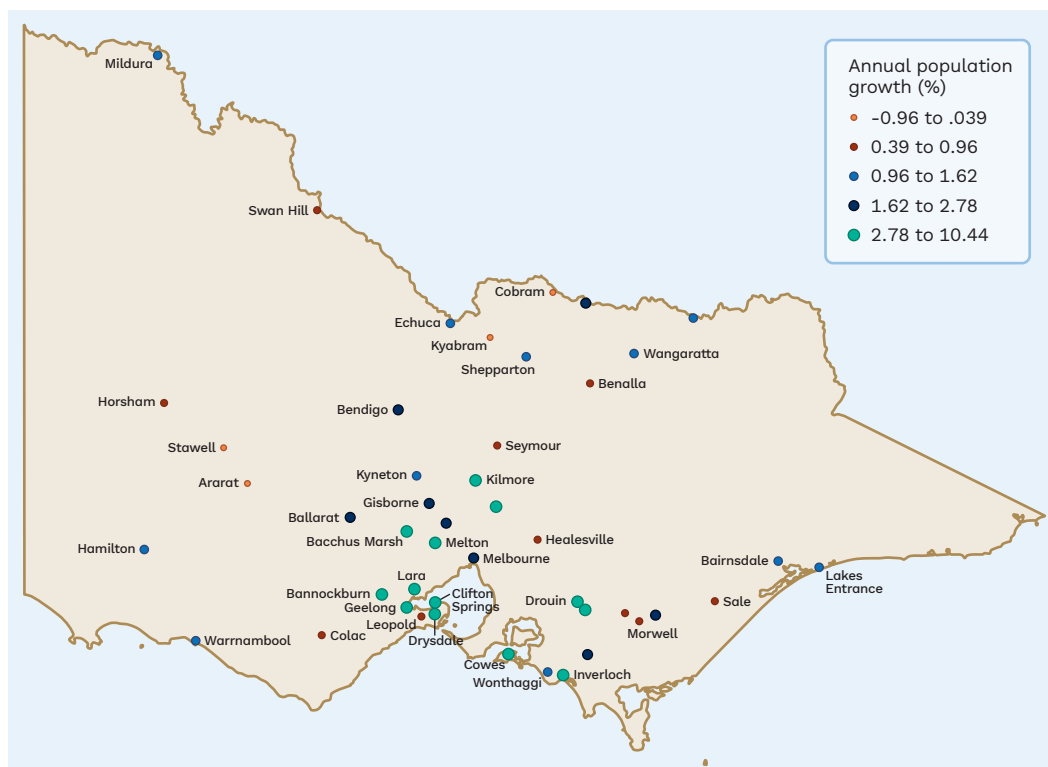 Annual population
growth (%)
-0.96 to .039
0.39 to 0.96
0.96 to 1.62
1.62 to 2.78
2.78 to 10.44
Mildura
Swan Hill
Cobram
Echuca
Kyabram
Shepparton
Wangaratta
Benalla
Horsham
Bendigo
Stawell
Seymour
Ararat
Kyneton
Kilmore
Gisborne
Ballarat
Bacchus Marsh
Melton
Healesville
Hamilton
Melbourne
Bairnsdale
Lakes
Entrance
Lara
Bannockburn
Clifton
Springs
Geelong
Drouin
Sale
Leopold
Morwell
Colac
Warrnambool
Drysdale
Cowes
Inverloch
Wonthaggi